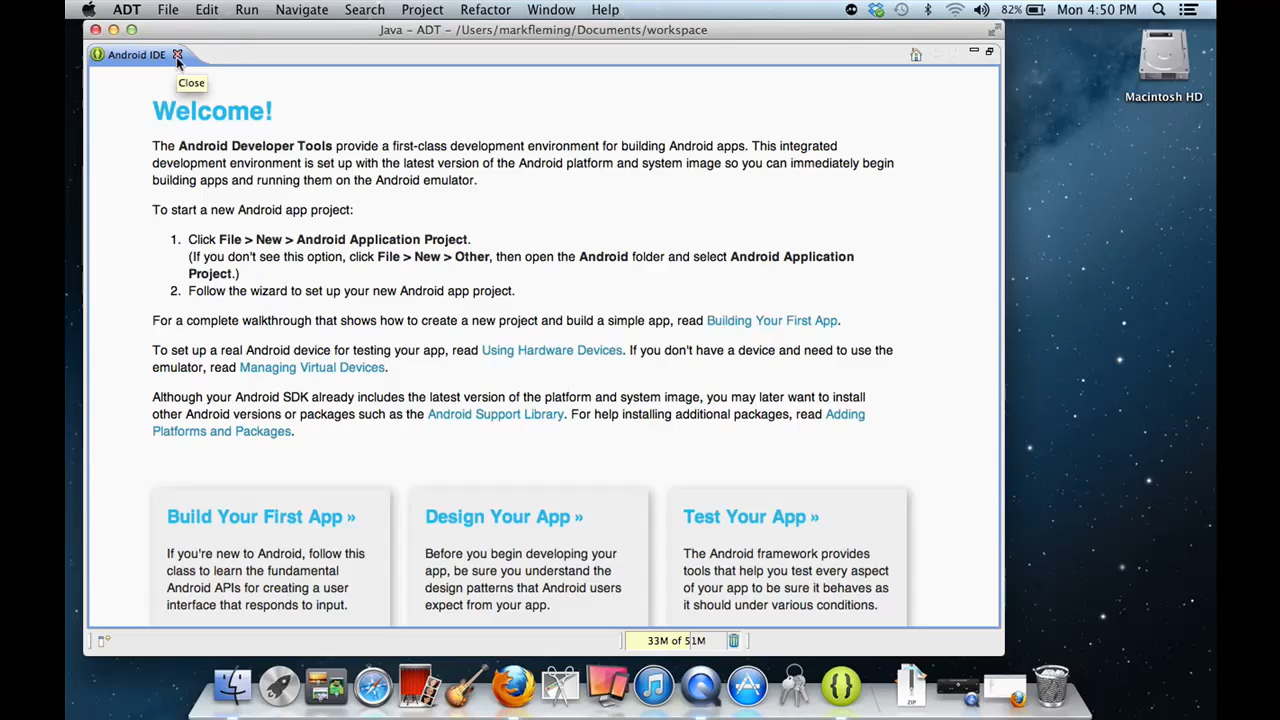 ADT File Edit Run Navigate Search Project Refactor Window Help 82% Mon 4:50 PM
Java - ADT - /Users/markfleming/Documents/workspace
Android IDE
Close
Macintosh HD
Welcome!
The Android Developer Tools provide a first-class development environment for building Android apps. This integrated
development environment is set up with the latest version of the Android platform and system image so you can immediately begin
building apps and running them on the Android emulator.
To start a new Android app project:
1. Click File > New > Android Application Project.
(If you don't see this option, click File > New > Other, then open the Android folder and select Android Application
Project.)
2. Follow the wizard to set up your new Android app project.
For a complete walkthrough that shows how to create a new project and build a simple app, read Building Your First App.
To set up a real Android device for testing your app, read Using Hardware Devices. If you don't have a device and need to use the
emulator, read Managing Virtual Devices.
Although your Android SDK already includes the latest version of the platform and system image, you may later want to install
other Android versions or packages such as the Android Support Library. For help installing additional packages, read Adding
Platforms and Packages.
Build Your First App »
If you're new to Android, follow this
class to learn the fundamental
Android APIs for creating a user
interface that responds to input.
Design Your App »
Before you begin developing your
app, be sure you understand the
design patterns that Android users
expect from your app.
Test Your App »
The Android framework provides
tools that help you test every aspect
of your app to be sure it behaves as
it should under various conditions.
33M of 51M
ZIP